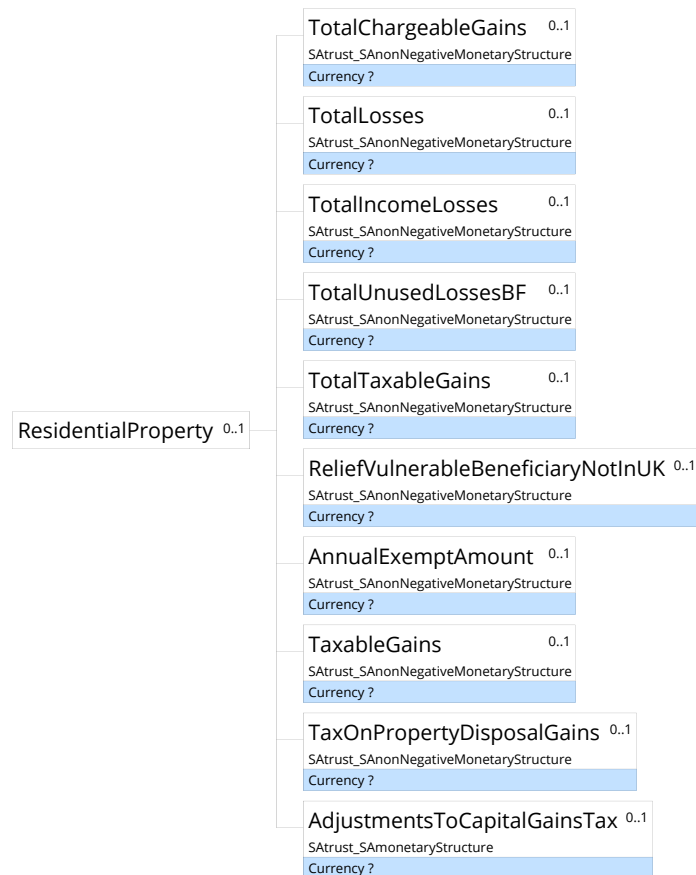 TotalChargeableGains 0..1
SAtrust_SAnonNegativeMonetaryStructure
Currency ?
TotalLosses 0..1
SAtrust_SAnonNegativeMonetaryStructure
Currency ?
TotalIncomeLosses 0..1
SAtrust_SAnonNegativeMonetaryStructure
Currency ?
TotalUnusedLossesBF 0..1
SAtrust_SAnonNegativeMonetaryStructure
Currency ?
TotalTaxableGains 0..1
SAtrust_SAnonNegativeMonetaryStructure
Currency ?
ResidentialProperty 0..1
ReliefVulnerableBeneficiaryNotInUK 0..1
SAtrust_SAnonNegativeMonetaryStructure
Currency ?
AnnualExemptAmount 0..1
SAtrust_SAnonNegativeMonetaryStructure
Currency ?
TaxableGains 0..1
SAtrust_SAnonNegativeMonetaryStructure
Currency ?
TaxOnPropertyDisposalGains 0..1
SAtrust_SAnonNegativeMonetaryStructure
Currency ?
AdjustmentsToCapitalGainsTax 0..1
SAtrust_SAmonetaryStructure
Currency ?